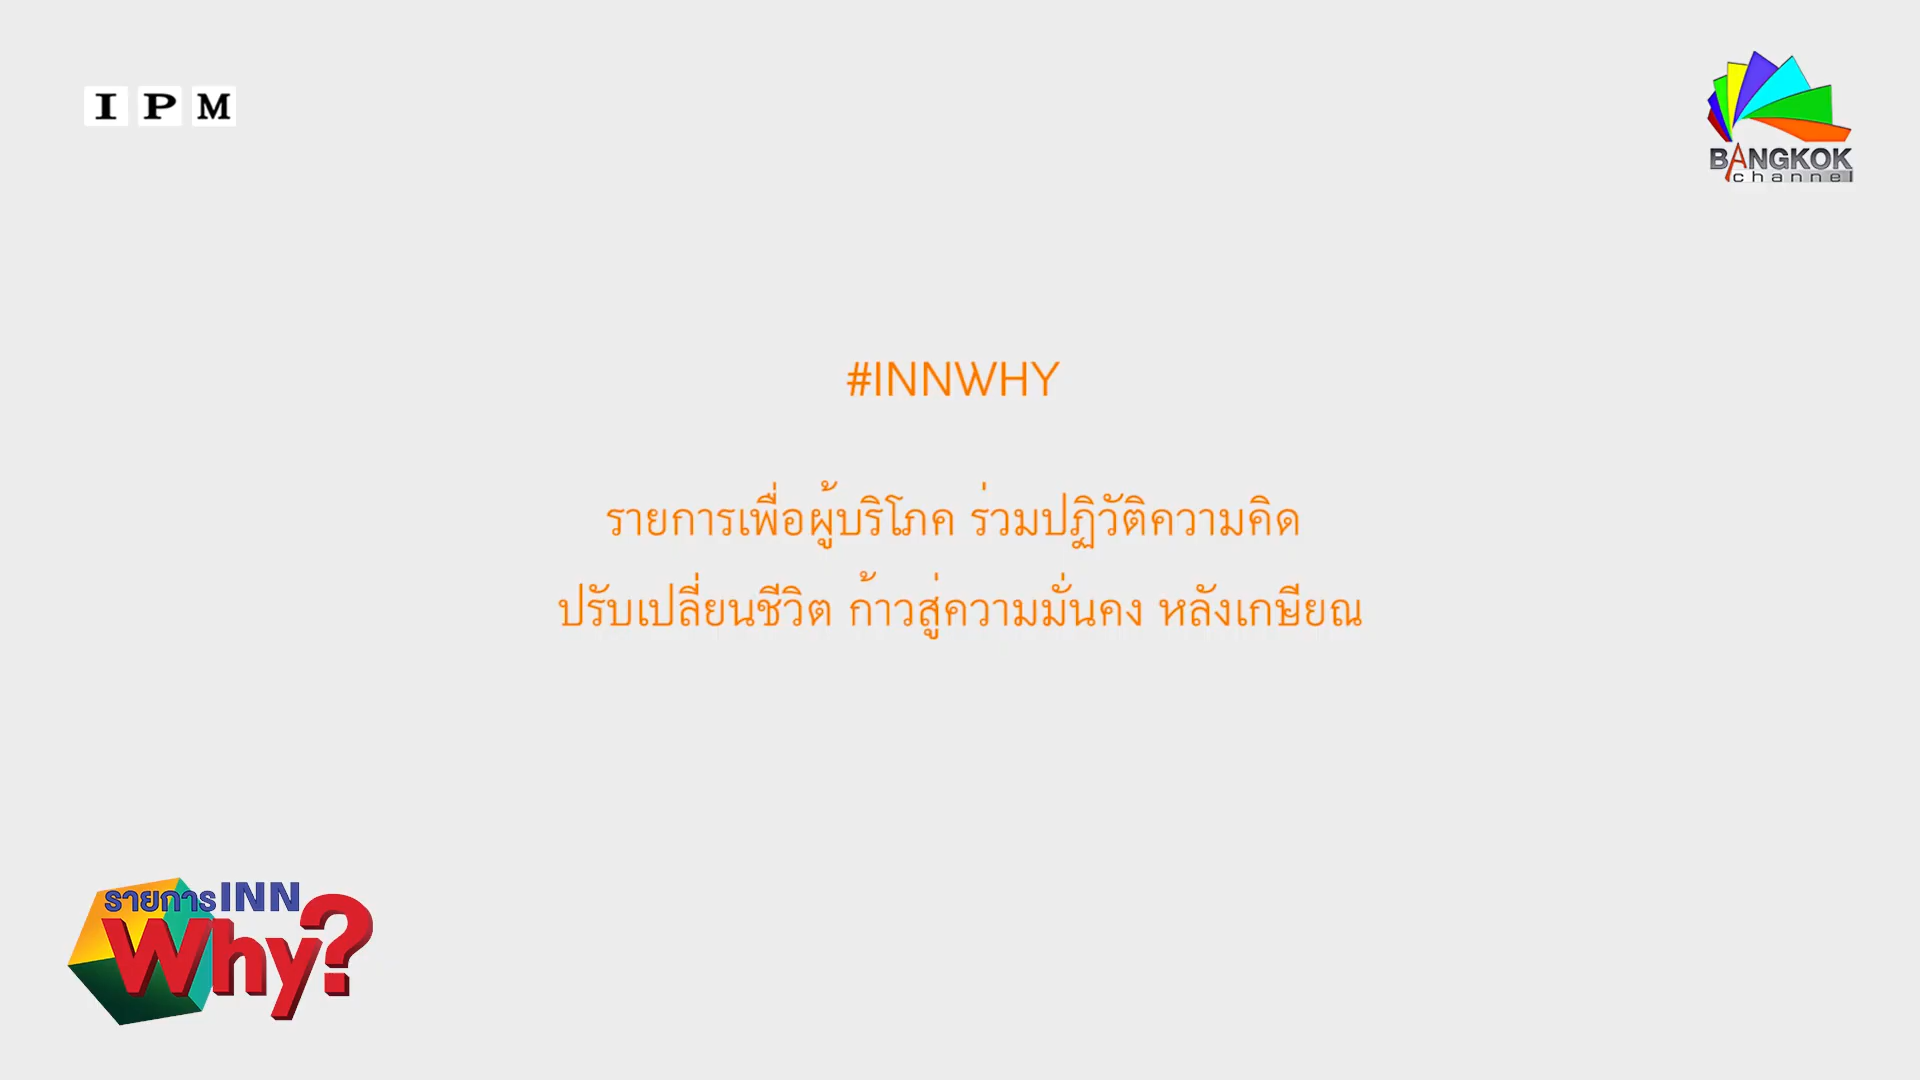 I P M
BANGKOK
channel
#INNWHY
รายการเพื่อผู้บริโภค ร่วมปฏิวัติความคิด
ปรับเปลี่ยนชีวิต ก้าวสู่ความมั่นคง หลังเกษียณ
รายการINN
Why?